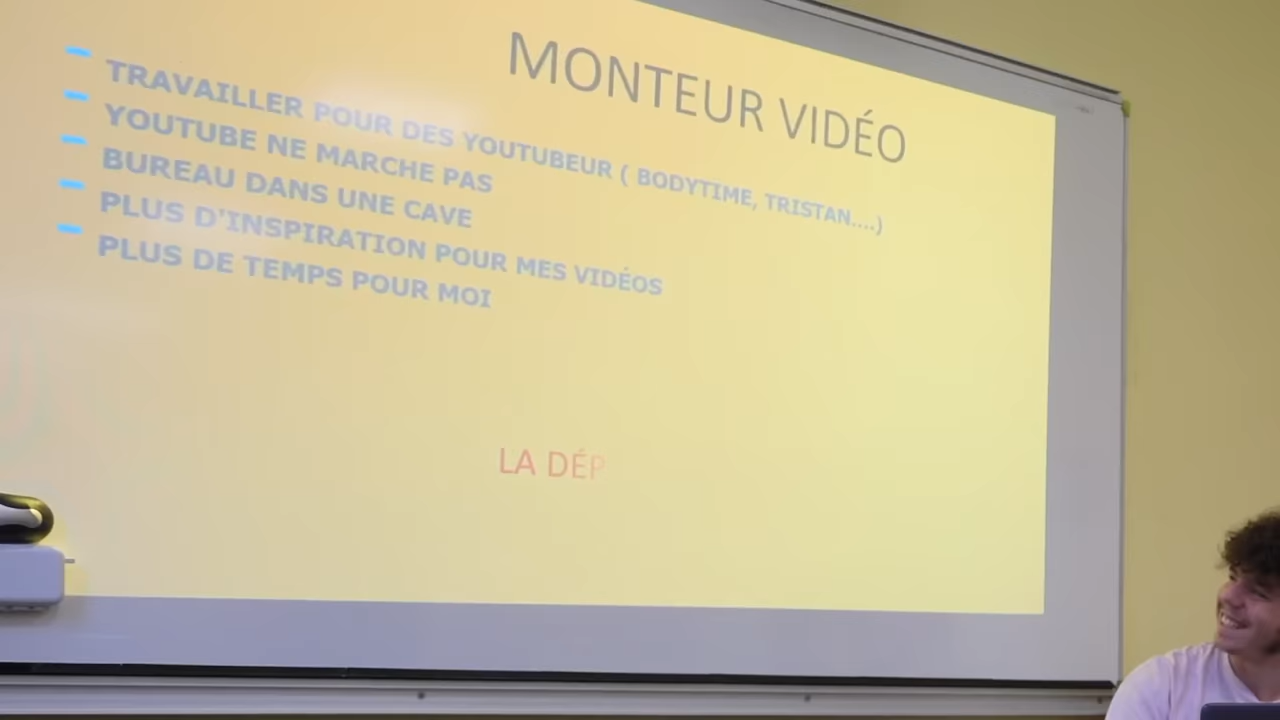 MONTEUR VIDÉO
- TRAVAILLER POUR DES YOUTUBEUR ( BODYTIME, TRISTAN....)
- YOUTUBE NE MARCHE PAS
- BUREAU DANS UNE CAVE
- PLUS D'INSPIRATION POUR MES VIDÉOS
- PLUS DE TEMPS POUR MOI
LA DÉP